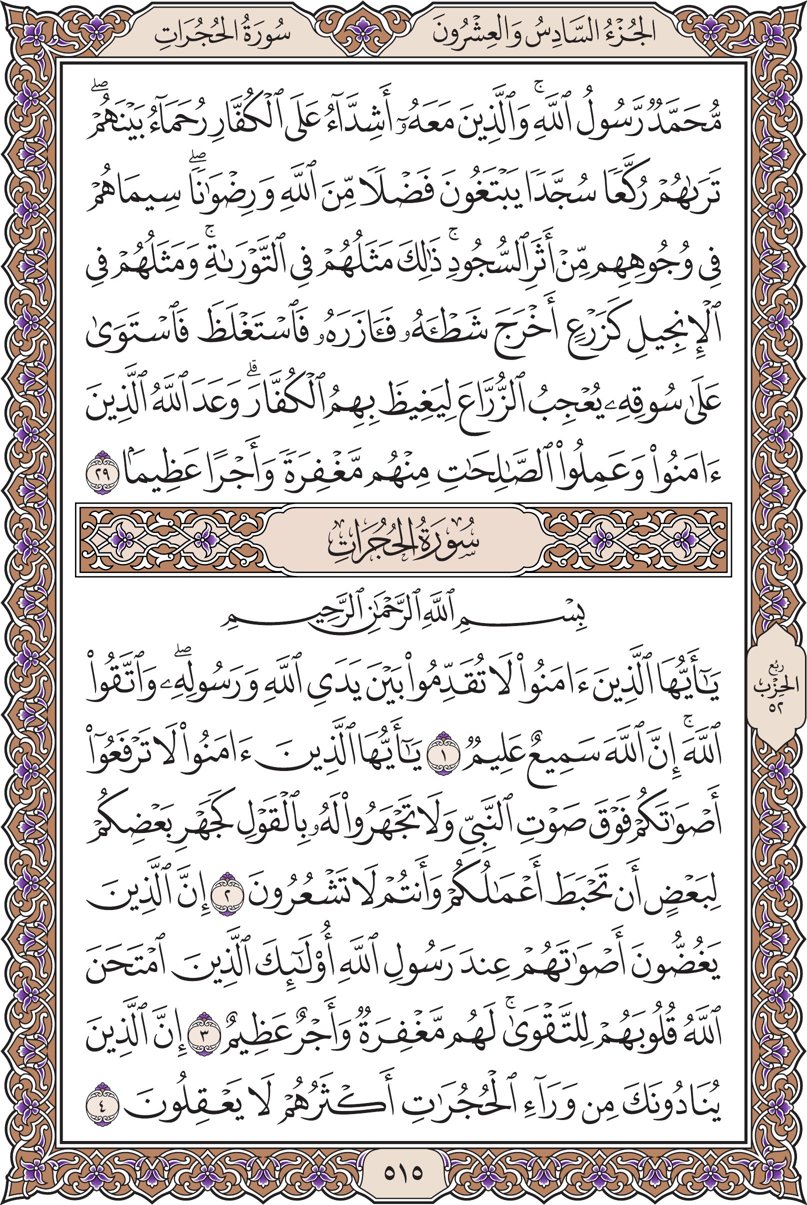 الجُزْءُ السَّادِسُ وَالعِشْرُونَ
سُورَةُ الحُجُرَاتِ
مُّحَمَّدٌ رَّسُولُ ٱللَّهِۚ وَٱلَّذِينَ مَعَهُۥٓ أَشِدَّآءُ عَلَى ٱلۡكُفَّارِ رُحَمَآءُ بَيۡنَهُمۡۖ
تَرَىٰهُمۡ رُكَّعٗا سُجَّدٗا يَبۡتَغُونَ فَضۡلٗا مِّنَ ٱللَّهِ وَرِضۡوَٰنٗاۖ سِيمَاهُمۡ
فِي وُجُوهِهِم مِّنۡ أَثَرِ ٱلسُّجُودِۚ ذَٰلِكَ مَثَلُهُمۡ فِي ٱلتَّوۡرَىٰةِۚ وَمَثَلُهُمۡ فِي
ٱلۡإِنجِيلِ كَزَرۡعٍ أَخۡرَجَ شَطۡـَٔهُۥ فَـَٔازَرَهُۥ فَٱسۡتَغۡلَظَ فَٱسۡتَوَىٰ
عَلَىٰ سُوقِهِۦ يُعۡجِبُ ٱلزُّرَّاعَ لِيَغِيظَ بِهِمُ ٱلۡكُفَّارَۗ وَعَدَ ٱللَّهُ ٱلَّذِينَ
ءَامَنُواْ وَعَمِلُواْ ٱلصَّٰلِحَٰتِ مِنۡهُم مَّغۡفِرَةٗ وَأَجۡرًا عَظِيمَۢا ٢٩
سُورَةُ الحُجُرَاتِ
بِسۡمِ ٱللَّهِ ٱلرَّحۡمَٰنِ ٱلرَّحِيمِ
يَٰٓأَيُّهَا ٱلَّذِينَ ءَامَنُواْ لَا تُقَدِّمُواْ بَيۡنَ يَدَيِ ٱللَّهِ وَرَسُولِهِۦۖ وَٱتَّقُواْ
ٱللَّهَۚ إِنَّ ٱللَّهَ سَمِيعٌ عَلِيمٞ ١ يَٰٓأَيُّهَا ٱلَّذِينَ ءَامَنُواْ لَا تَرۡفَعُوٓاْ
أَصۡوَٰتَكُمۡ فَوۡقَ صَوۡتِ ٱلنَّبِيِّ وَلَا تَجۡهَرُواْ لَهُۥ بِٱلۡقَوۡلِ كَجَهۡرِ بَعۡضِكُمۡ
لِبَعۡضٍ أَن تَحۡبَطَ أَعۡمَٰلُكُمۡ وَأَنتُمۡ لَا تَشۡعُرُونَ ٢ إِنَّ ٱلَّذِينَ
يَغُضُّونَ أَصۡوَٰتَهُمۡ عِندَ رَسُولِ ٱللَّهِ أُوْلَٰٓئِكَ ٱلَّذِينَ ٱمۡتَحَنَ
ٱللَّهُ قُلُوبَهُمۡ لِلتَّقۡوَىٰۚ لَهُم مَّغۡفِرَةٞ وَأَجۡرٌ عَظِيمٌ ٣ إِنَّ ٱلَّذِينَ
يُنَادُونَكَ مِن وَرَآءِ ٱلۡحُجُرَٰتِ أَكۡثَرُهُمۡ لَا يَعۡقِلُونَ ٤
ربع
الحِزْب
٥٢
٥١٥